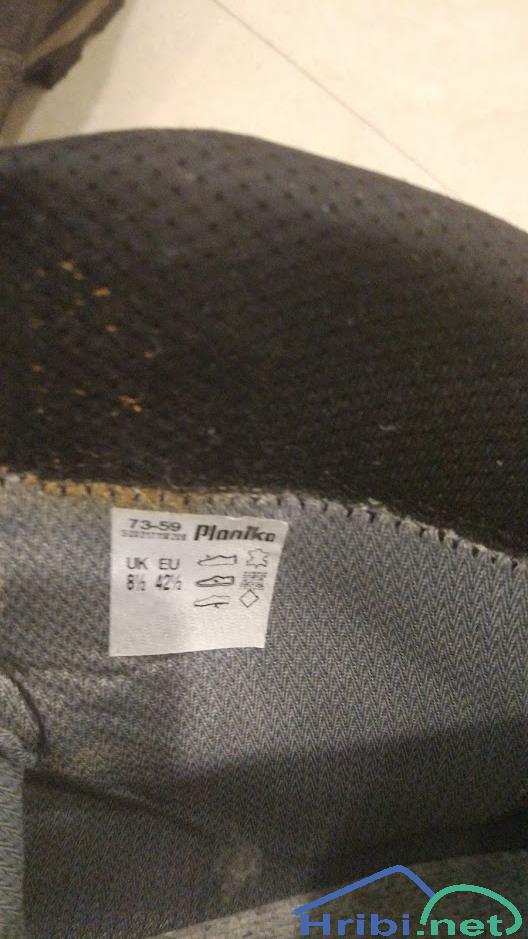 73-59 Planika
UK EU
8½ 42½
Hribi.net